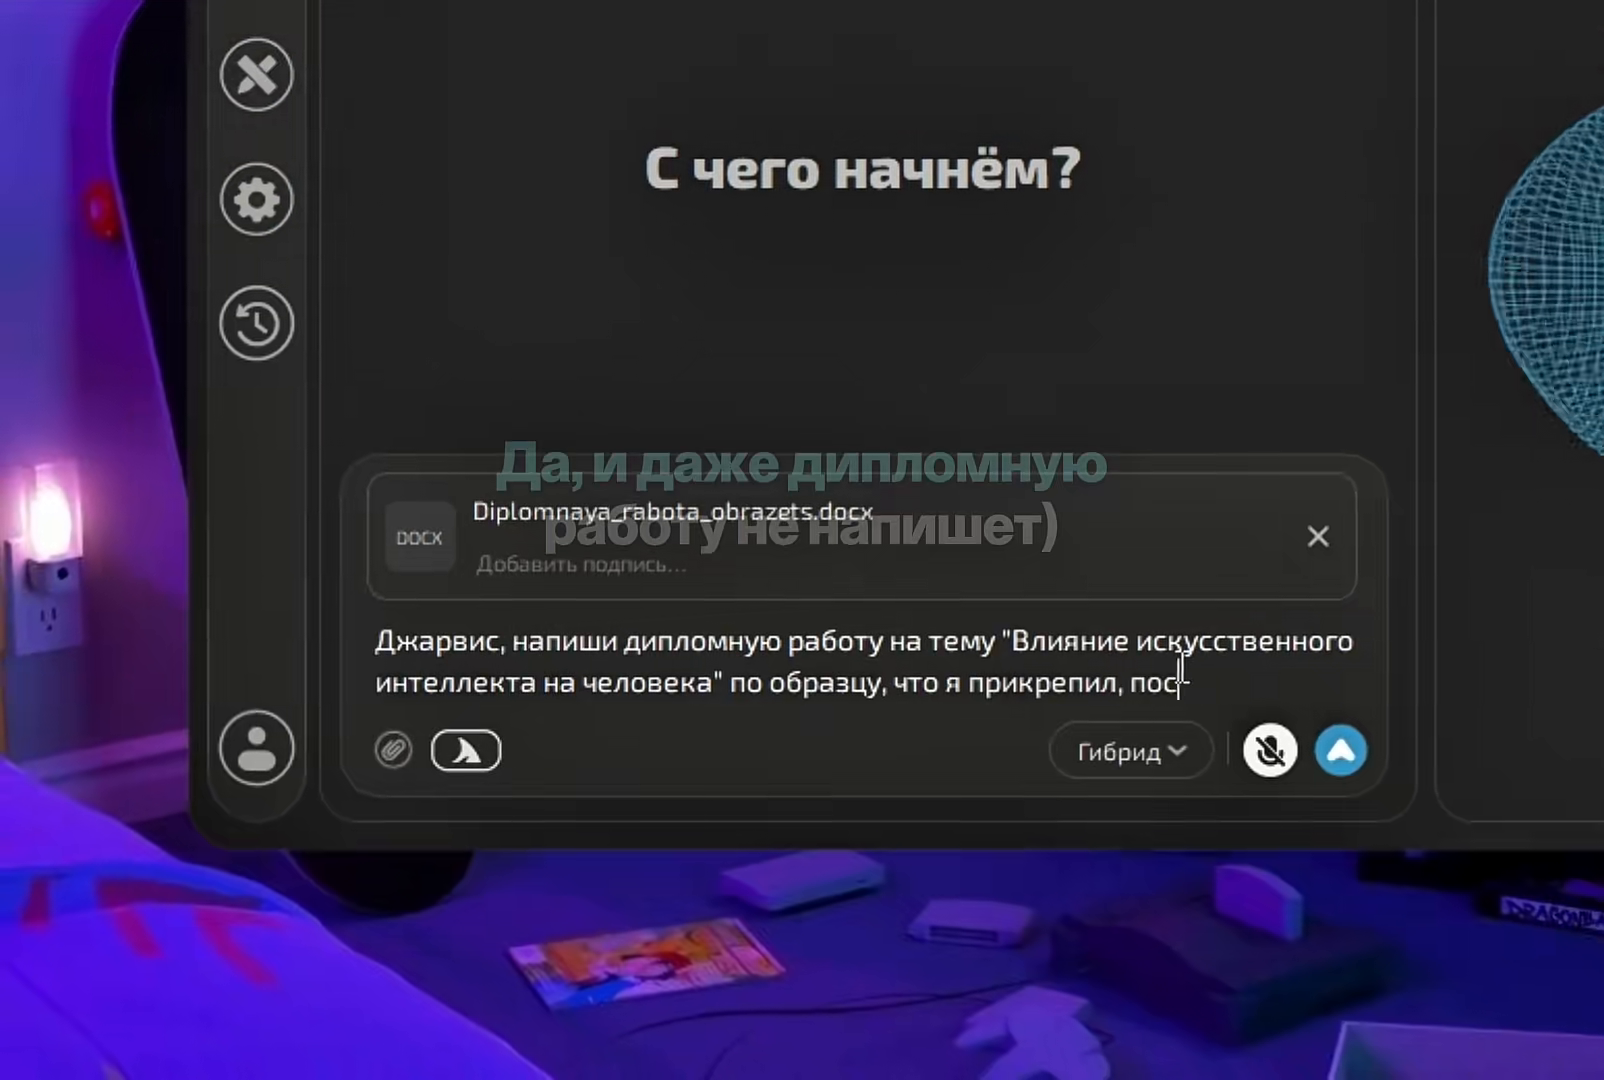 С чего начнём?
Да, и даже дипломную
работу не напишет)
DOCX
Diplomnaya_rabota_obrazets.docx
Добавить подпись...
Джарвис, напиши дипломную работу на тему "Влияние искусственного
интеллекта на человека" по образцу, что я прикрепил, пос
Гибрид